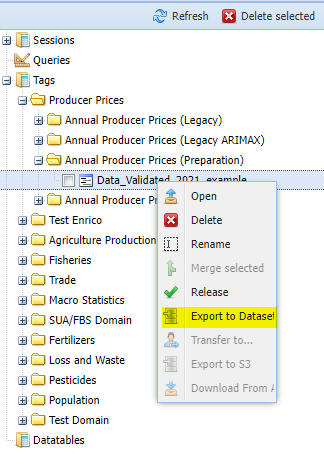 Refresh Delete selected
Sessions
Queries
Tags
Producer Prices
Annual Producer Prices (Legacy)
Annual Producer Prices (Legacy ARIMAX)
Annual Producer Prices (Preparation)
Data_Validated_2021_example
Annual Producer P
Test Enrico
Agriculture Production
Fisheries
Trade
Macro Statistics
SUA/FBS Domain
Fertilizers
Loss and Waste
Pesticides
Population
Test Domain
Datatables
Open
Delete
Rename
Merge selected
Release
Export to Dataset
Transfer to...
Export to S3
Download From